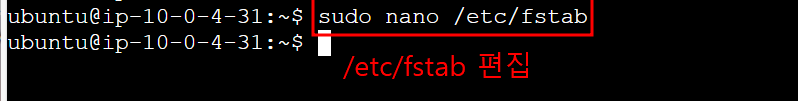 ubuntu@ip-10-0-4-31:~$ sudo nano /etc/fstab
ubuntu@ip-10-0-4-31:~$
/etc/fstab 편집